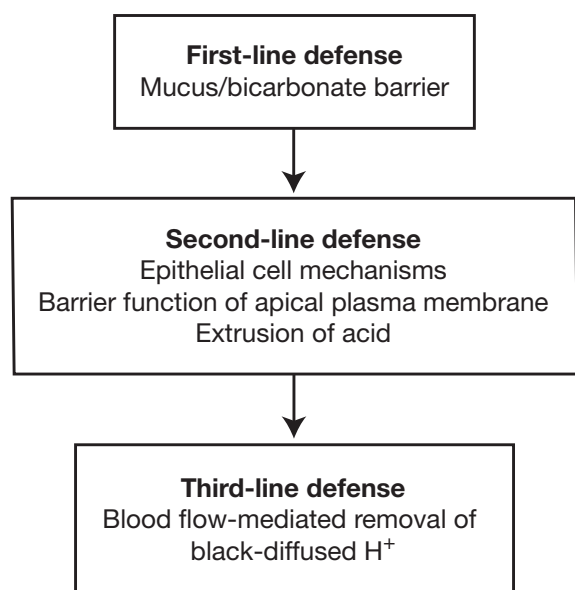 First-line defense
Mucus/bicarbonate barrier
Second-line defense
Epithelial cell mechanisms
Barrier function of apical plasma membrane
Extrusion of acid
Third-line defense
Blood flow-mediated removal of
black-diffused H⁺